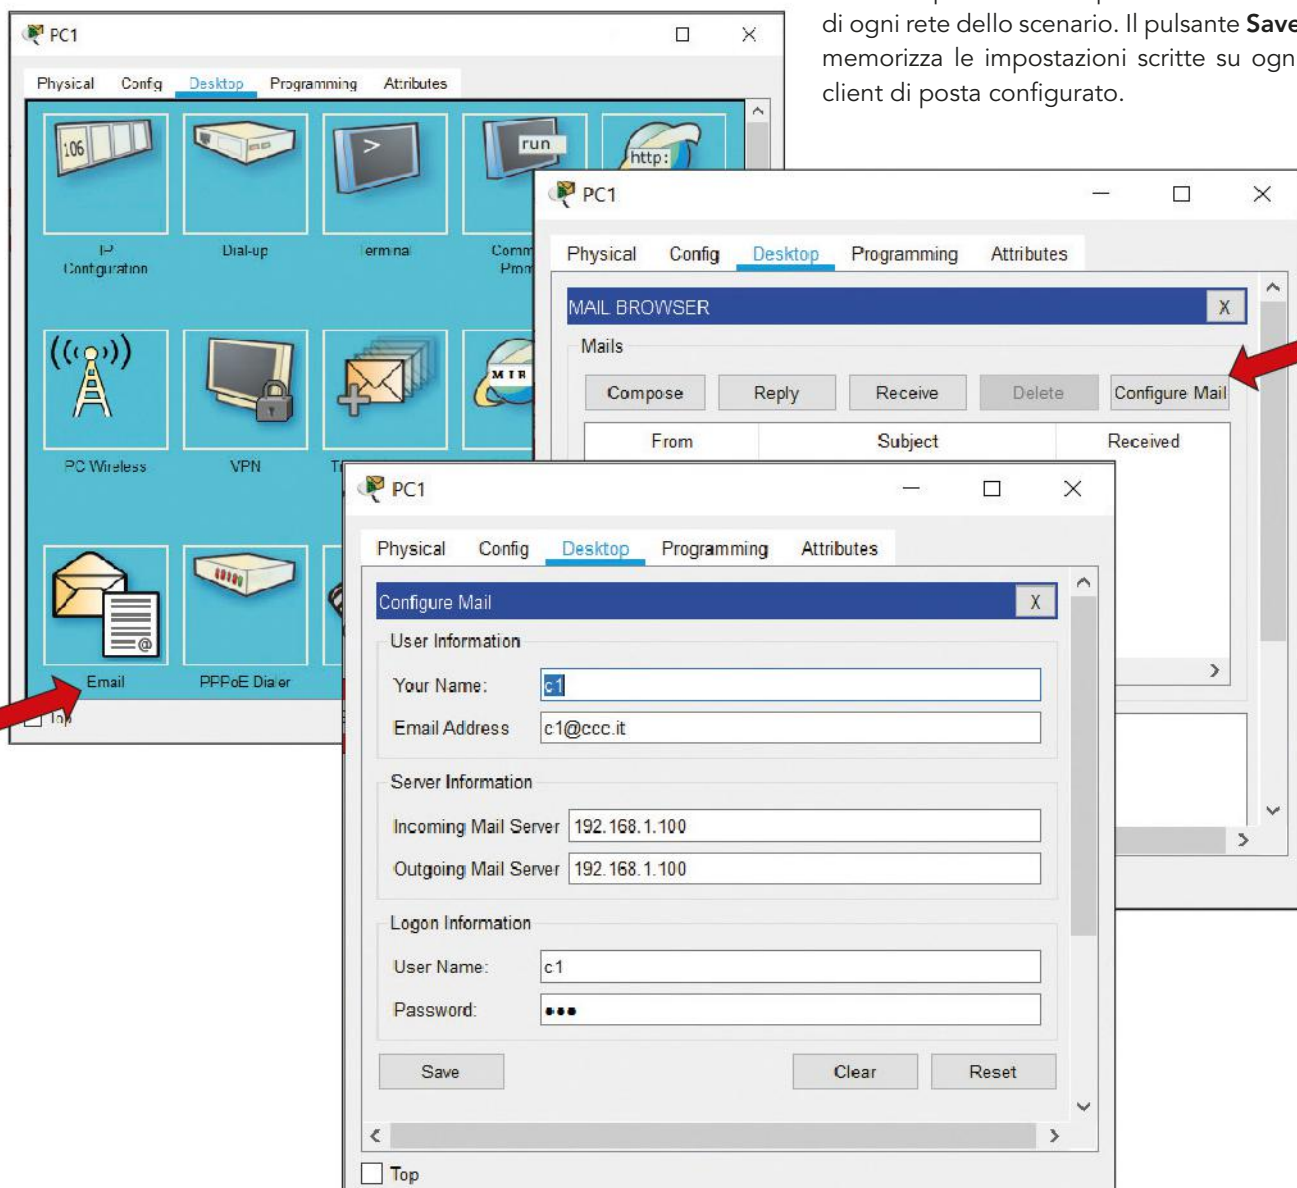 di ogni rete dello scenario. Il pulsante Save
memorizza le impostazioni scritte su ogni
client di posta configurato.
PC1
Physical Config Desktop Programming Attributes
106
>
run
http:
IP
Configuration
Dial-up
Terminal
PC Wireless
VPN
MIB
Email
PPPoE Dialer
Top
PC1
Physical Config Desktop Programming Attributes
MAIL BROWSER
X
Mails
Compose Reply Receive Delete Configure Mail
From Subject Received
PC1
Physical Config Desktop Programming Attributes
Configure Mail
X
User Information
Your Name: c1
Email Address c1@ccc.it
Server Information
Incoming Mail Server 192.168.1.100
Outgoing Mail Server 192.168.1.100
Logon Information
User Name: c1
Password: •••
Save Clear Reset
Top